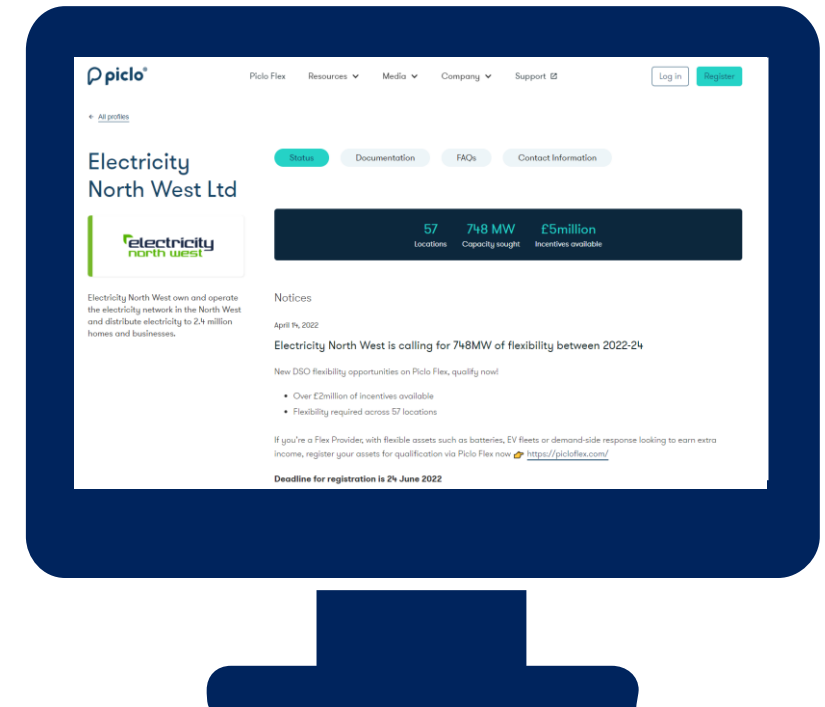 piclo®
Piclo Flex Resources Media Company Support Log in Register
← All profiles
Electricity
North West Ltd
Status Documentation FAQs Contact Information
electricity
north west
57 748 MW £5million
Locations Capacity sought Incentives available
Electricity North West own and operate
the electricity network in the North West
and distribute electricity to 2.4 million
homes and businesses.
Notices
April 14, 2022
Electricity North West is calling for 748MW of flexibility between 2022-24
New DSO flexibility opportunities on Piclo Flex, qualify now!
• Over £2million of incentives available
• Flexibility required across 57 locations
If you're a Flex Provider, with flexible assets such as batteries, EV fleets or demand-side response looking to earn extra
income, register your assets for qualification via Piclo Flex now 👉 https://picloflex.com/
Deadline for registration is 24 June 2022